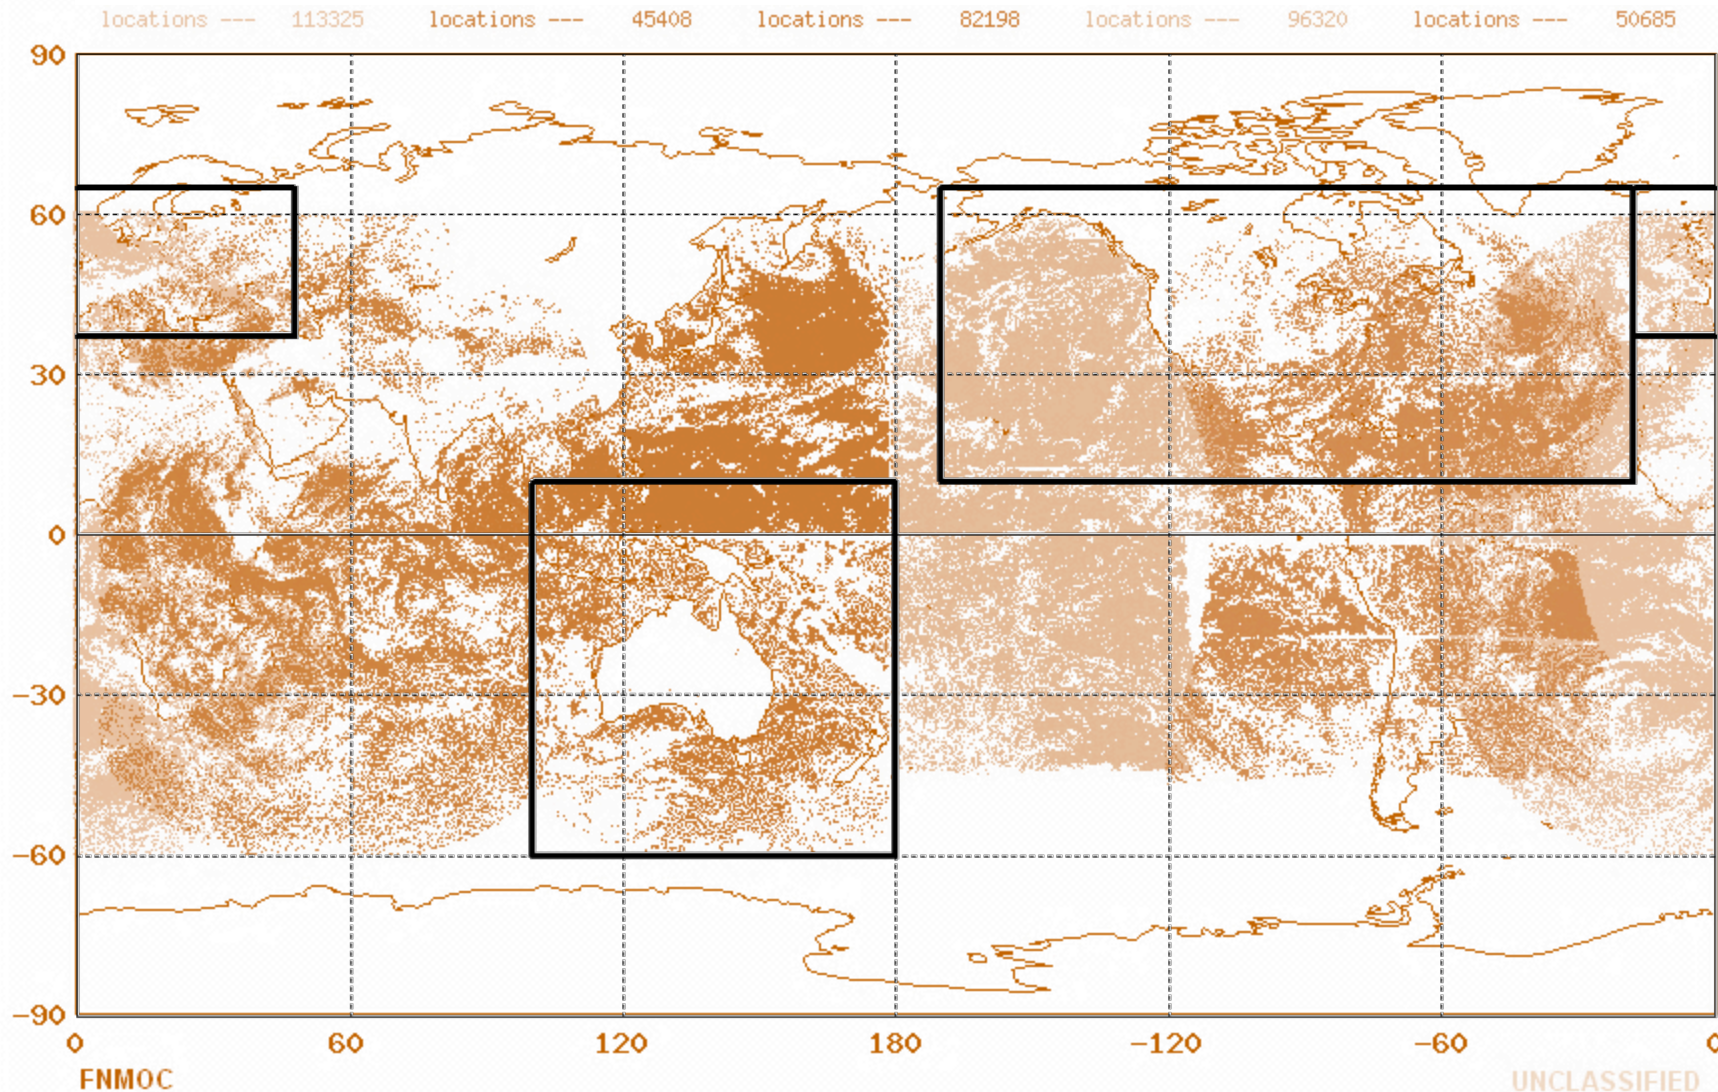 locations --- 113325 locations --- 45408 locations --- 82198 locations --- 96320 locations --- 50685
90
60
30
0
-30
-60
-90
0 60 120 180 -120 -60 0
FNMOC UNCLASSIFIED